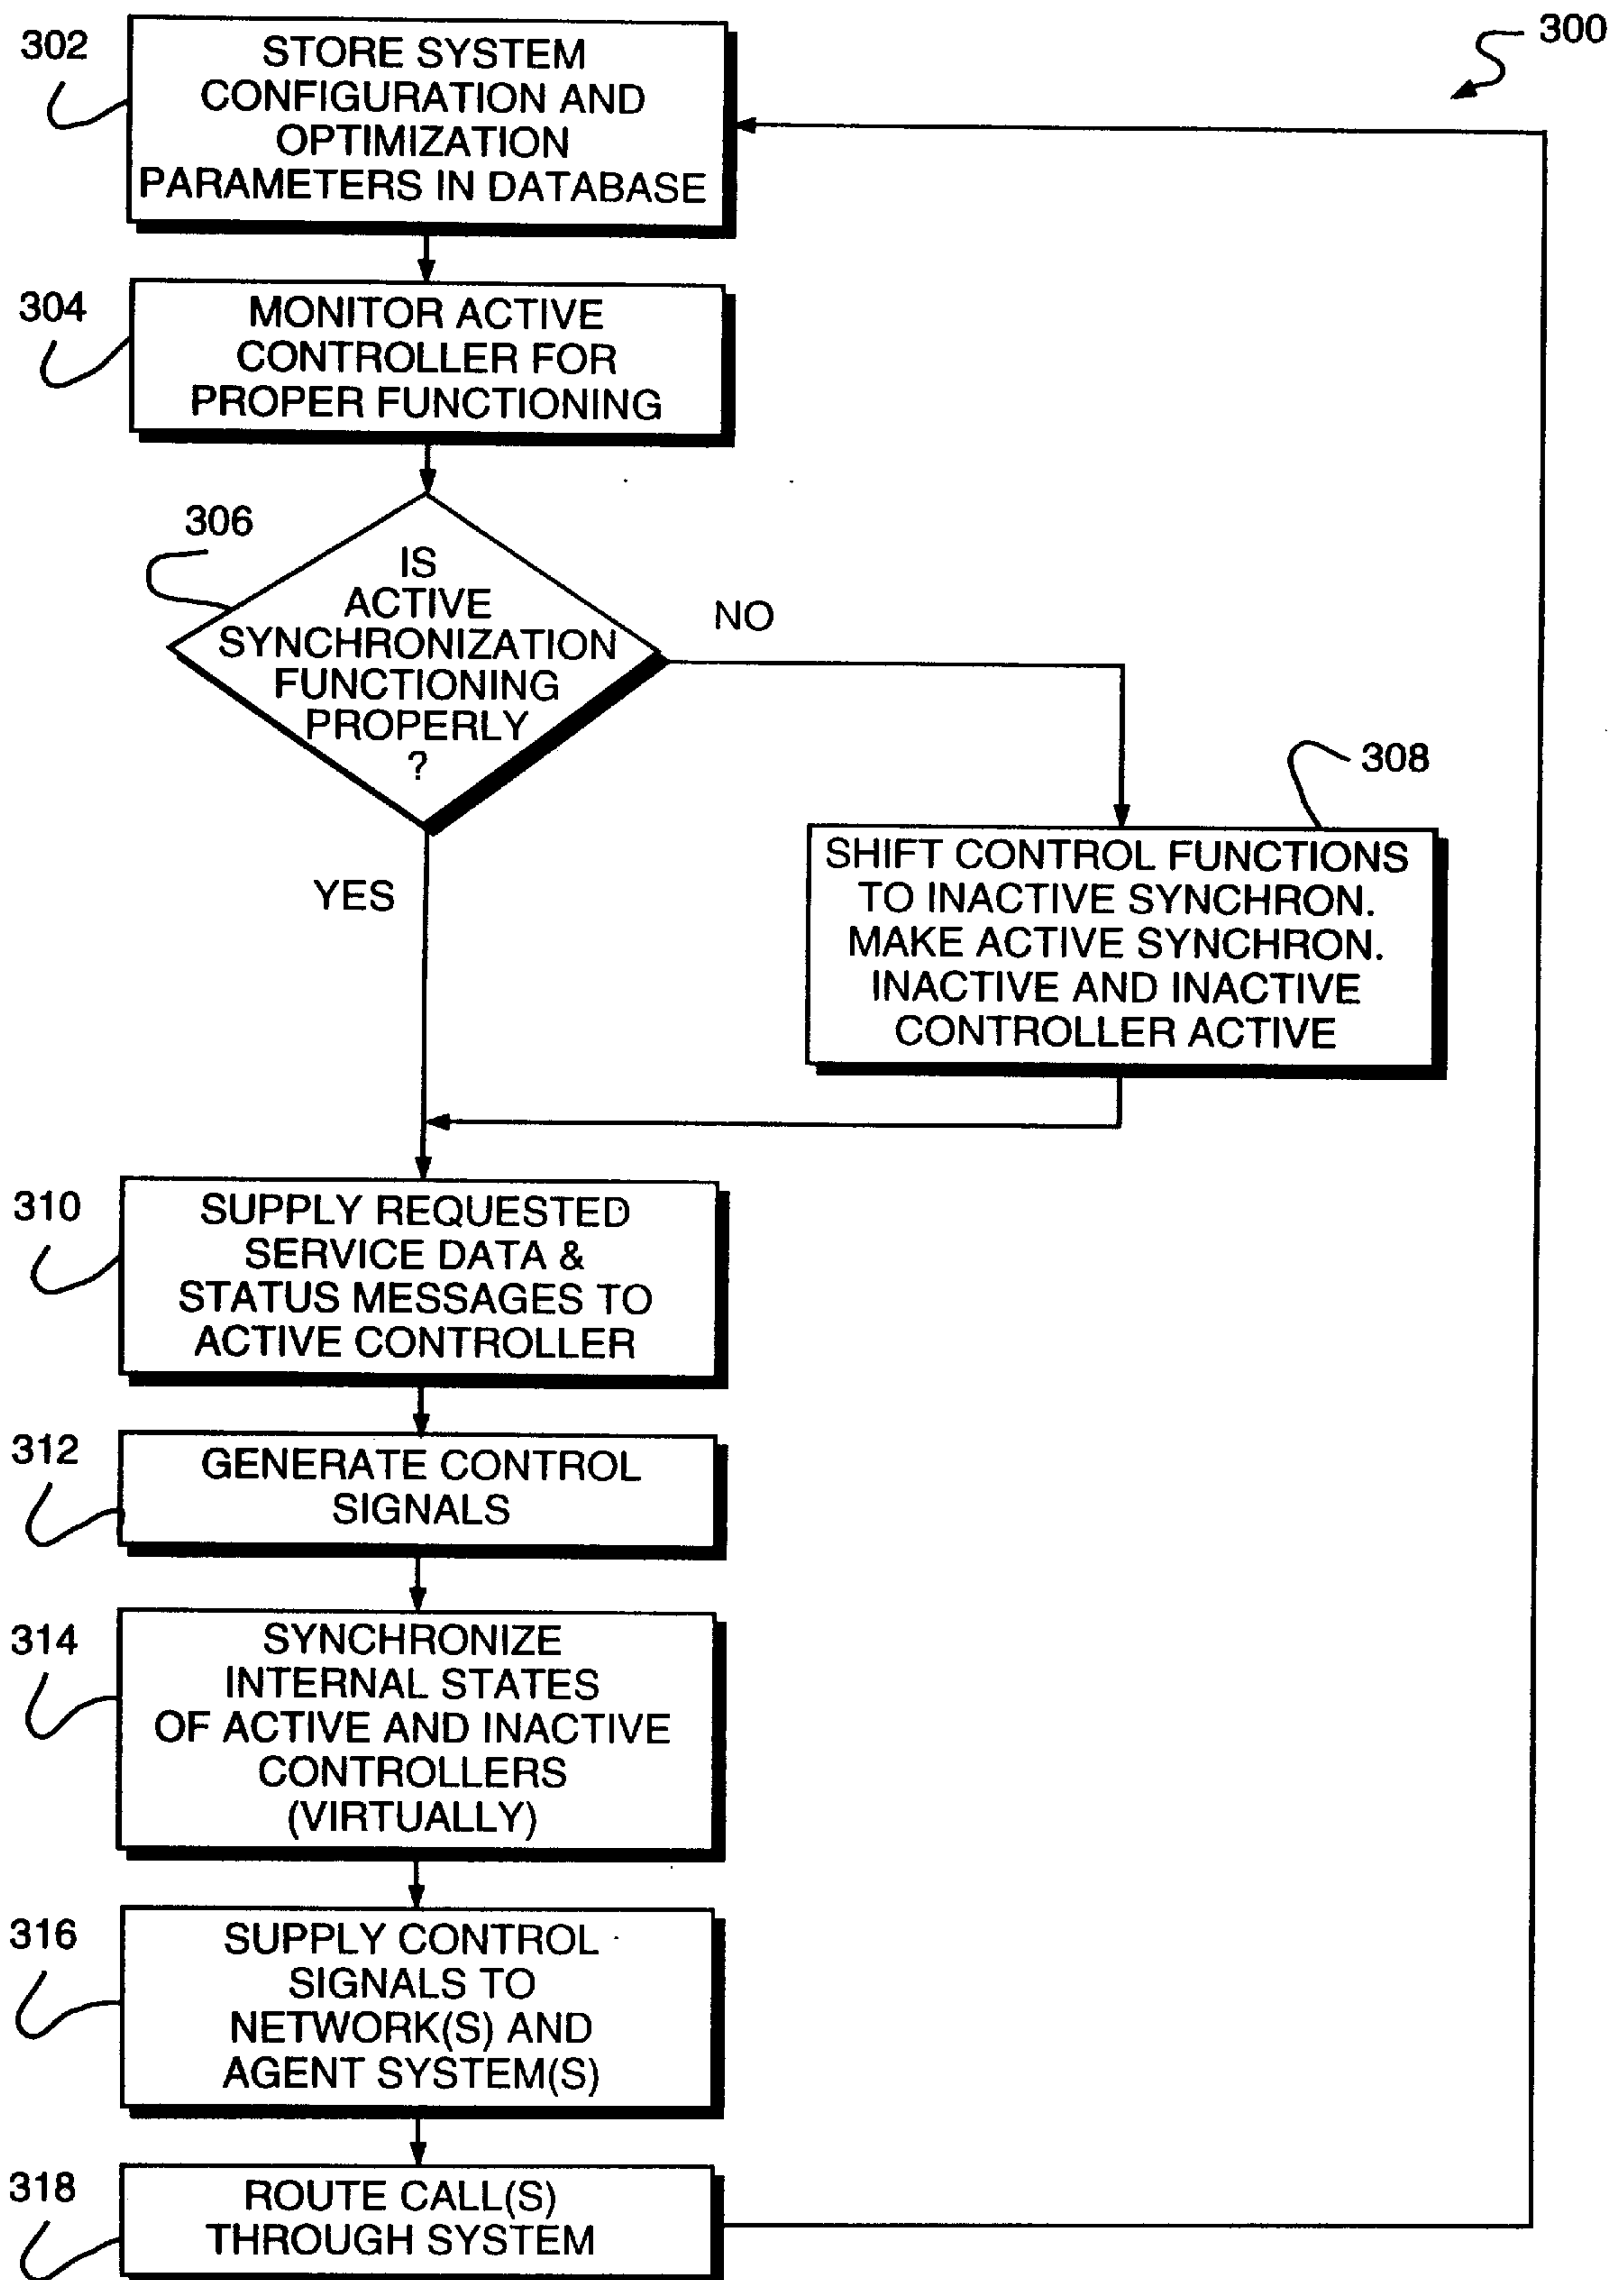 300
302
STORE SYSTEM
CONFIGURATION AND
OPTIMIZATION
PARAMETERS IN DATABASE
304
MONITOR ACTIVE
CONTROLLER FOR
PROPER FUNCTIONING
306
IS
ACTIVE
SYNCHRONIZATION
FUNCTIONING
PROPERLY
?
NO
YES
308
SHIFT CONTROL FUNCTIONS
TO INACTIVE SYNCHRON.
MAKE ACTIVE SYNCHRON.
INACTIVE AND INACTIVE
CONTROLLER ACTIVE
310
SUPPLY REQUESTED
SERVICE DATA &
STATUS MESSAGES TO
ACTIVE CONTROLLER
312
GENERATE CONTROL
SIGNALS
314
SYNCHRONIZE
INTERNAL STATES
OF ACTIVE AND INACTIVE
CONTROLLERS
(VIRTUALLY)
316
SUPPLY CONTROL
SIGNALS TO
NETWORK(S) AND
AGENT SYSTEM(S)
318
ROUTE CALL(S)
THROUGH SYSTEM